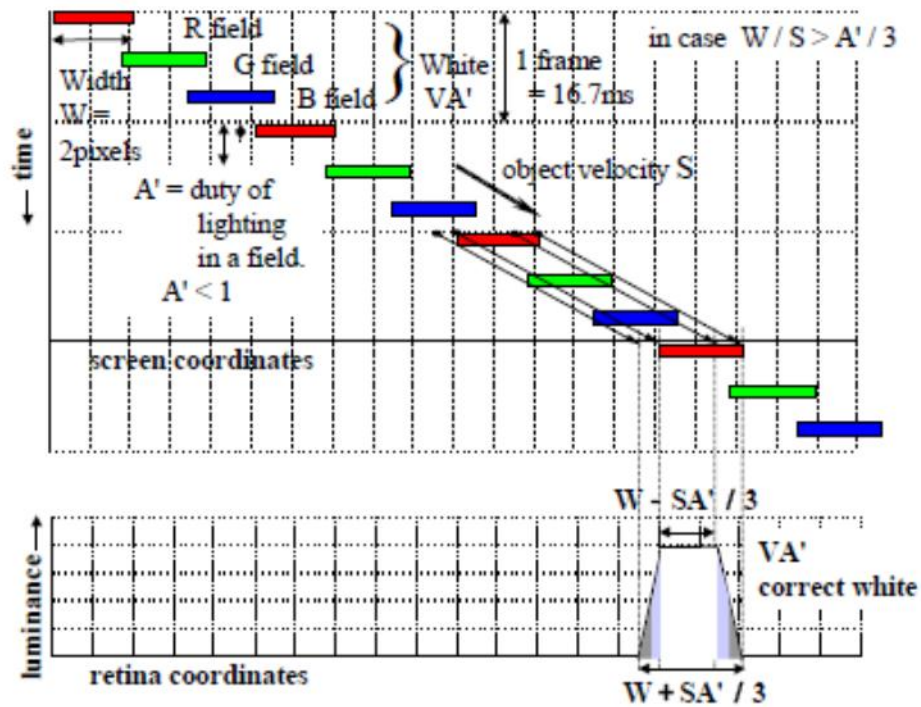 R field
G field
B field
White
VA'
1 frame
= 16.7ms
in case W / S > A' / 3
Width
W =
2pixels
time
A' = duty of
lighting
in a field.
A' < 1
object velocity S
screen coordinates
W - SA' / 3
VA'
correct white
luminance
retina coordinates
W + SA' / 3